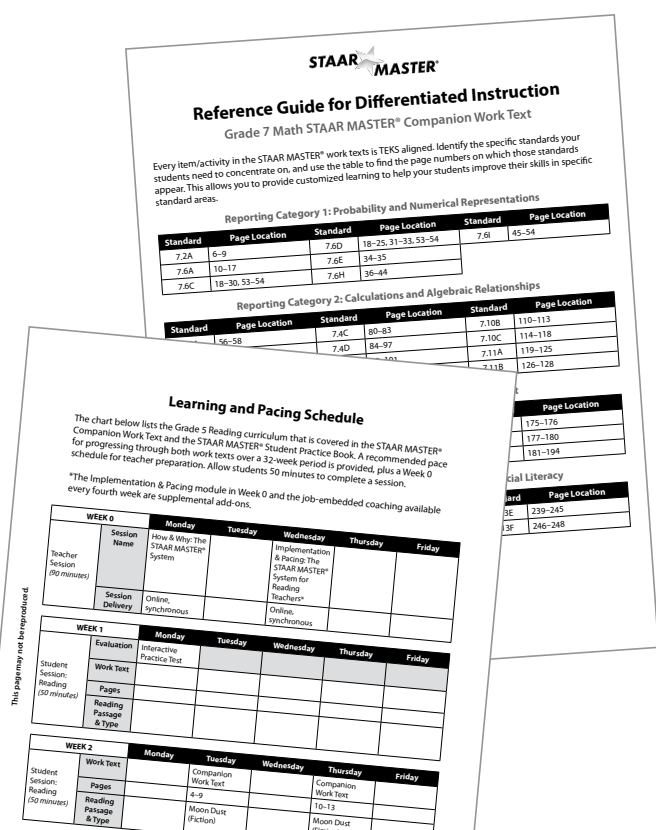 STAAR MASTER®
Reference Guide for Differentiated Instruction
Grade 7 Math STAAR MASTER® Companion Work Text
Every item/activity in the STAAR MASTER® work texts is TEKS aligned. Identify the specific standards your
students need to concentrate on, and use the table to find the page numbers on which those standards
appear. This allows you to provide customized learning to help your students improve their skills in specific
standard areas.
Reporting Category 1: Probability and Numerical Representations
Standard Page Location Standard Page Location Standard Page Location
7.2A 6–9 7.6D 18–25, 31–33, 53–54 7.6I 45–54
7.6A 10–17 7.6E 34–35
7.6C 18–30, 53–54 7.6H 36–44
Reporting Category 2: Calculations and Algebraic Relationships
Standard Page Location Standard Page Location Standard Page Location
56–58 7.4C 80–83 7.10B 110–113
7.4D 84–97 7.10C 114–118
7.11A 119–125
7.11B 126–128
Page Location
175–176
177–180
181–194
cial Literacy
ard Page Location
3E 239–245
13F 246–248
Learning and Pacing Schedule
The chart below lists the Grade 5 Reading curriculum that is covered in the STAAR MASTER®
Companion Work Text and the STAAR MASTER® Student Practice Book. A recommended pace
for progressing through both work texts over a 32-week period is provided, plus a Week 0
schedule for teacher preparation. Allow students 50 minutes to complete a session.
*The Implementation & Pacing module in Week 0 and the job-embedded coaching available
every fourth week are supplemental add-ons.
WEEK 0 Monday Tuesday Wednesday Thursday Friday
Teacher
Session
(90 minutes)
Session
Name
How & Why: The
STAAR MASTER®
System
Implementation
& Pacing: The
STAAR MASTER®
System for
Reading
Teachers*
Session
Delivery
Online,
synchronous
Online,
synchronous
WEEK 1 Monday Tuesday Wednesday Thursday Friday
Student
Session:
Reading
(50 minutes)
Evaluation
Interactive
Practice Test
Work Text
Pages
Reading
Passage
& Type
WEEK 2 Monday Tuesday Wednesday Thursday Friday
Student
Session:
Reading
(50 minutes)
Work Text
Companion
Work Text
Companion
Work Text
Pages 4–9 10–13
Reading
Passage
& Type
Moon Dust
(Fiction)
Moon Dust
This page may not be reproduced.